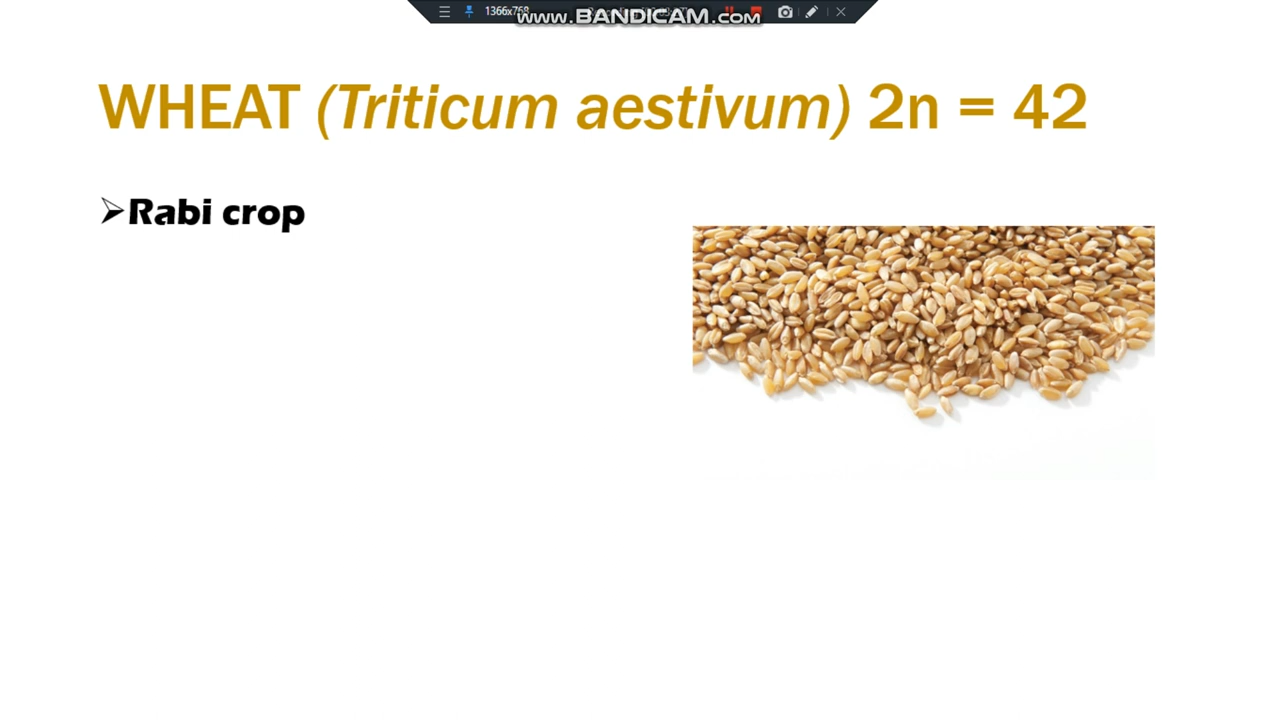 1366x768
www.BANDICAM.com
WHEAT (Triticum aestivum) 2n = 42
➢Rabi crop